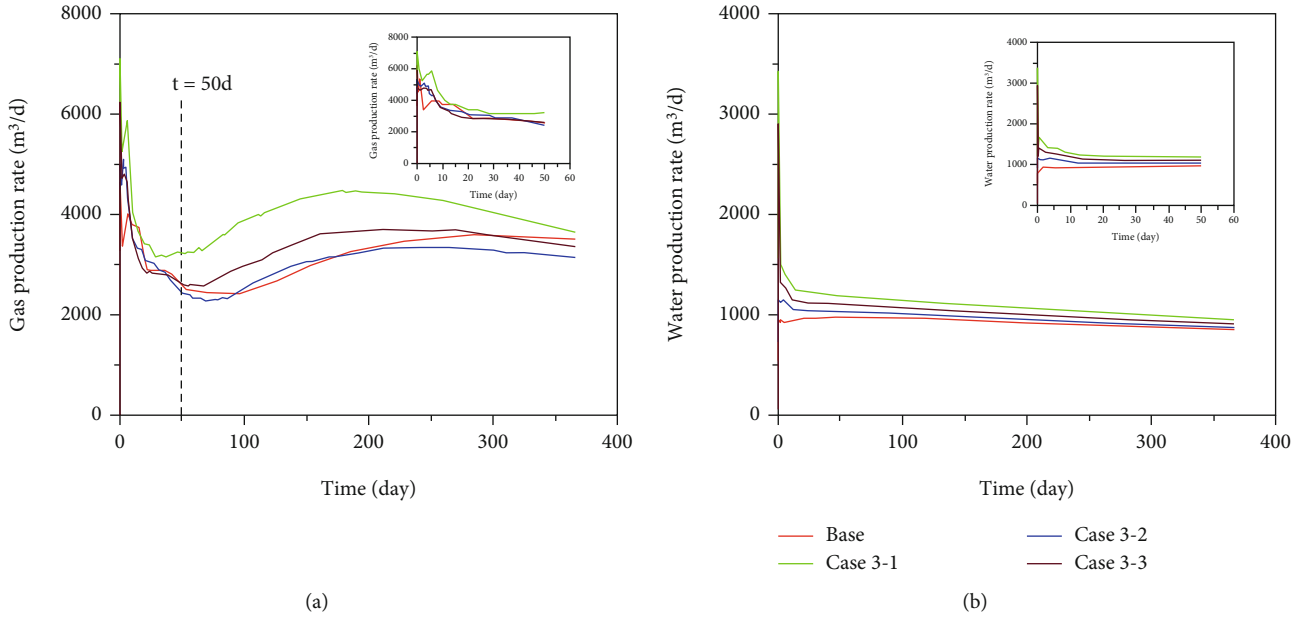 8000
6000
4000
2000
0
Gas production rate (m³/d)
0
100
200
300
400
Time (day)
t = 50d
8000
6000
4000
2000
0
Gas production rate (m³/d)
0
10
20
30
40
50
60
Time (day)
(a)
4000
3000
2000
1000
0
Water production rate (m³/d)
0
100
200
300
400
Time (day)
4000
3000
2000
1000
0
Water production rate (m³/d)
0
10
20
30
40
50
60
Time (day)
Base
Case 3-1
Case 3-2
Case 3-3
(b)